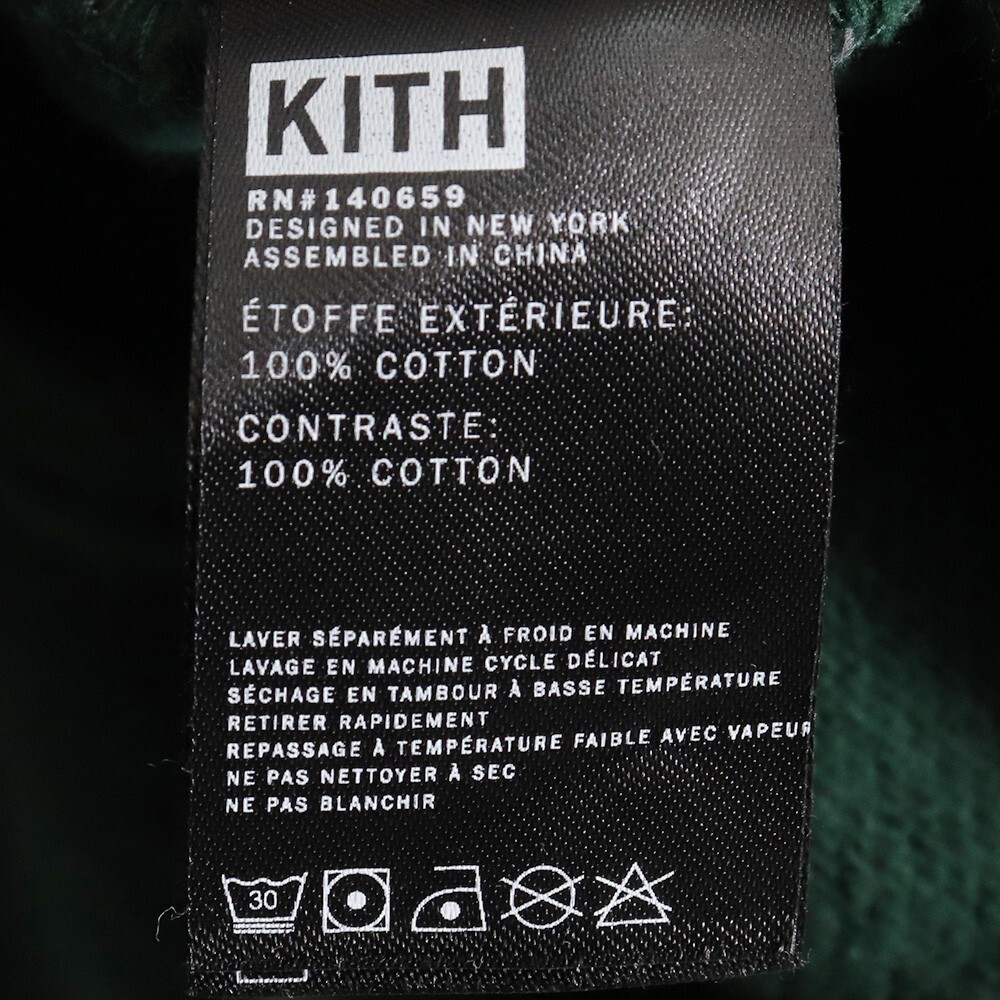 KITH
RN#140659
DESIGNED IN NEW YORK
ASSEMBLED IN CHINA
ÉTOFFE EXTÉRIEURE:
100% COTTON
CONTRASTE:
100% COTTON
LAVER SÉPARÉMENT À FROID EN MACHINE
LAVAGE EN MACHINE CYCLE DÉLICAT
SÉCHAGE EN TAMBOUR À BASSE TEMPÉRATURE
RETIRER RAPIDEMENT
REPASSAGE À TEMPÉRATURE FAIBLE AVEC VAPEUR
NE PAS NETTOYER À SEC
NE PAS BLANCHIR
30